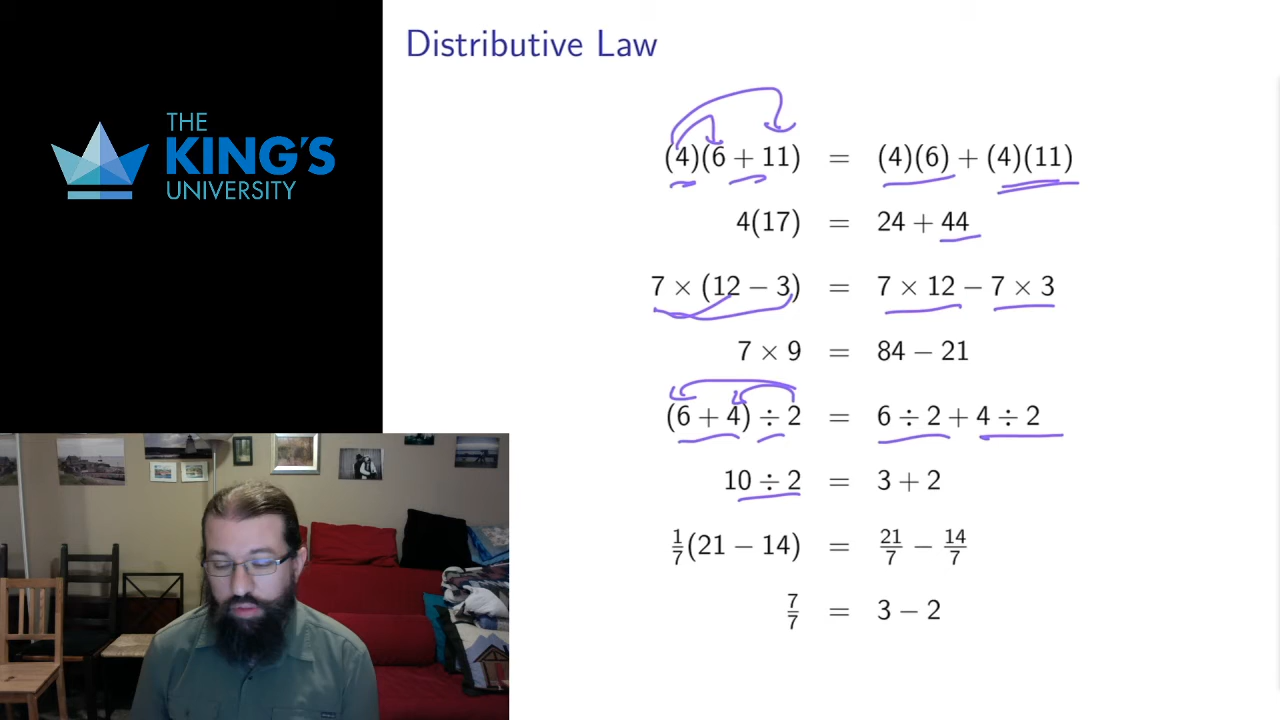 THE
KING'S
UNIVERSITY
Distributive Law
(4)(6 + 11) = (4)(6) + (4)(11)
4(17) = 24 + 44
7 × (12 − 3) = 7 × 12 − 7 × 3
7 × 9 = 84 − 21
(6 + 4) ÷ 2 = 6 ÷ 2 + 4 ÷ 2
10 ÷ 2 = 3 + 2
1/7(21 − 14) = 21/7 − 14/7
7/7 = 3 − 2